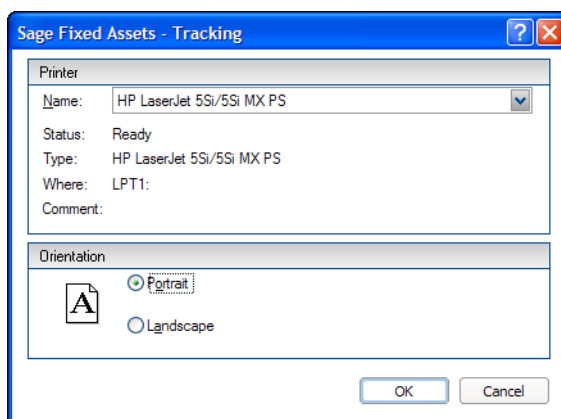 Sage Fixed Assets - Tracking
Printer
Name: HP LaserJet 5Si/5Si MX PS
Status: Ready
Type: HP LaserJet 5Si/5Si MX PS
Where: LPT1:
Comment:
Orientation
A
Portrait
Landscape
OK Cancel